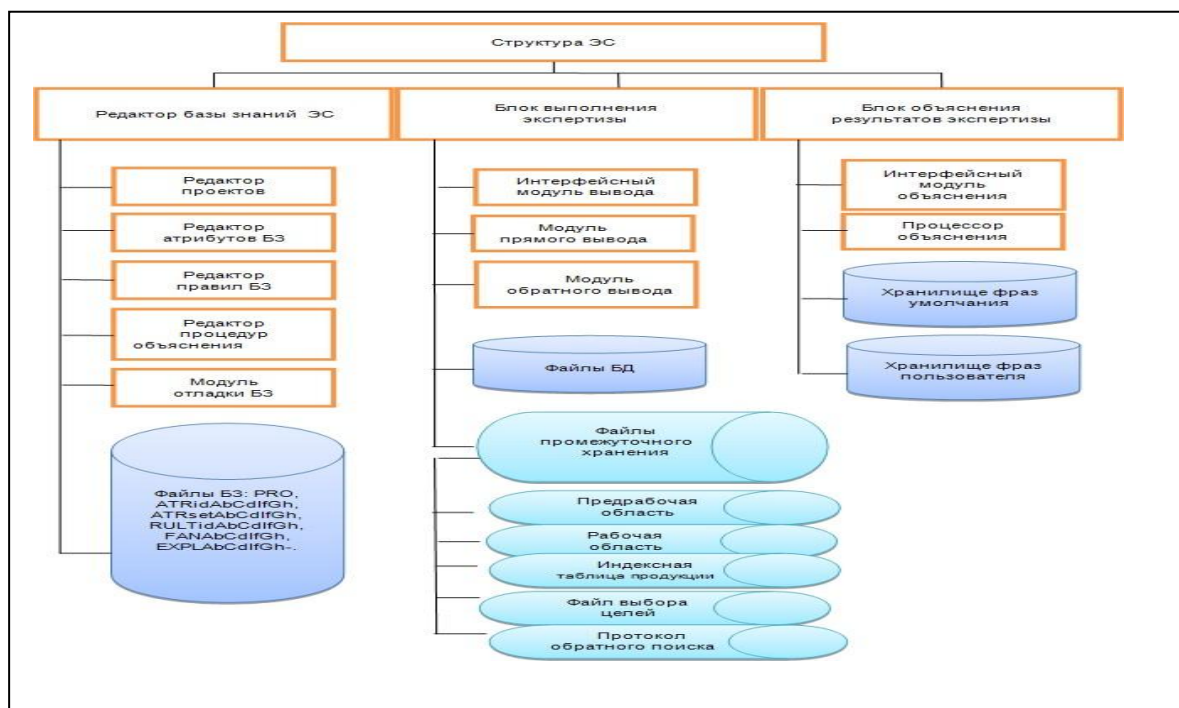 Структура ЭС
Редактор базы знаний ЭС
Блок выполнения
экспертизы
Блок объяснения
результатов экспертизы
Редактор
проектов
Редактор
атрибутов БЗ
Редактор
правил БЗ
Редактор
процедур
объяснения
Модуль
отладки БЗ
Файлы БЗ: PRO,
ATRidAbCdIfGh,
ATRsetAbCdIfGh,
RULTidAbCdIfGh,
FANAbCdIfGh,
EXPLAbCdIfGh-.
Интерфейсный
модуль вывода
Модуль
прямого вывода
Модуль
обратного вывода
Файлы БД
Файлы
промежуточного
хранения
Предрабочая
область
Рабочая
область
Индексная
таблица продукции
Файл выбора
целей
Протокол
обратного поиска
Интерфейсный
модуль
объяснения
Процессор
объяснения
Хранилище фраз
умолчания
Хранилище фраз
пользователя